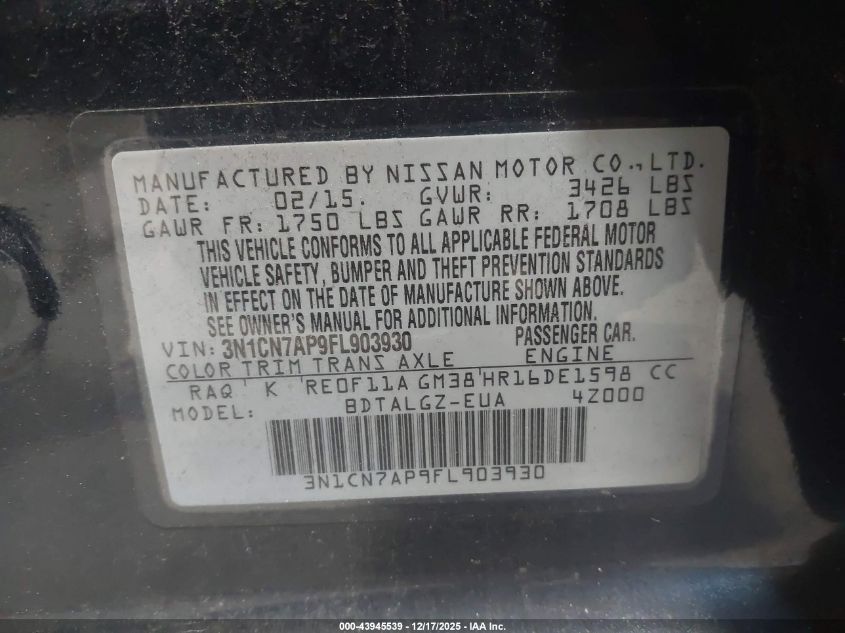 MANUFACTURED BY NISSAN MOTOR CO., LTD.
DATE: 02/15. GVWR: 3426 LBS
GAWR FR: 1750 LBS GAWR RR: 1708 LBS
THIS VEHICLE CONFORMS TO ALL APPLICABLE FEDERAL MOTOR
VEHICLE SAFETY, BUMPER AND THEFT PREVENTION STANDARDS
IN EFFECT ON THE DATE OF MANUFACTURE SHOWN ABOVE.
SEE OWNER'S MANUAL FOR ADDITIONAL INFORMATION.
VIN: 3N1CN7AP9FL903930 PASSENGER CAR.
COLOR TRIM TRANS AXLE ENGINE
RAQ K RE0F11A GM38 HR16DE1598 CC
MODEL: BDTALGZ-EUA 4Z000
3N1CN7AP9FL903930
000-43945539 | 12/17/2025 - IAA Inc.